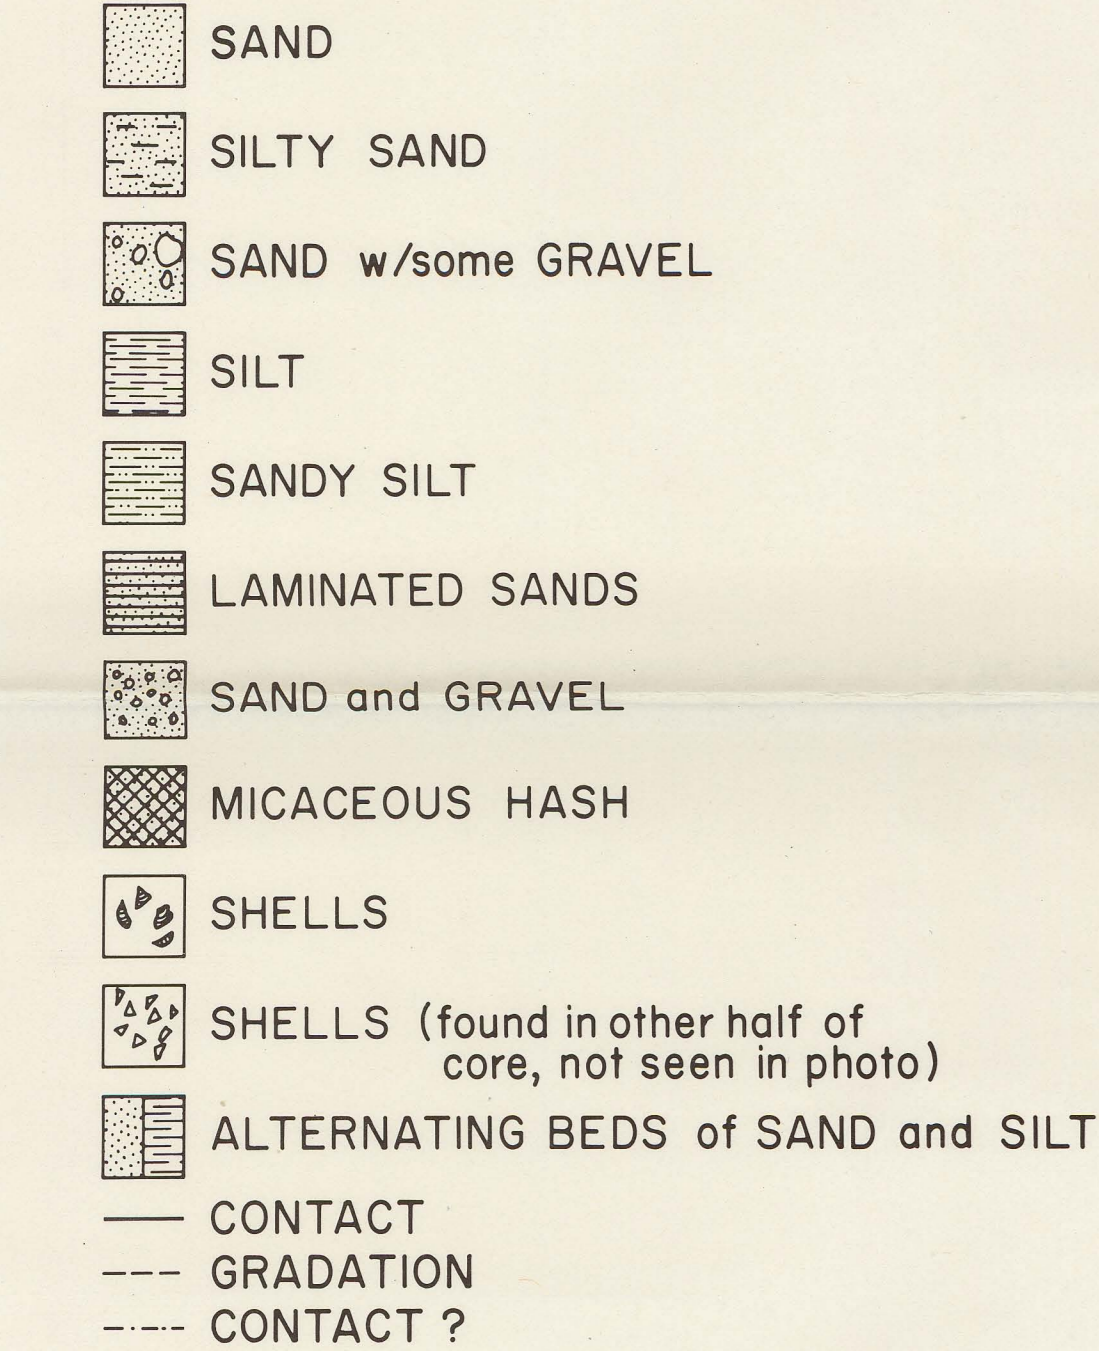 SAND
SILTY SAND
SAND w/some GRAVEL
SILT
SANDY SILT
LAMINATED SANDS
SAND and GRAVEL
MICACEOUS HASH
SHELLS
SHELLS (found in other half of
core, not seen in photo)
ALTERNATING BEDS of SAND and SILT
CONTACT
GRADATION
CONTACT ?